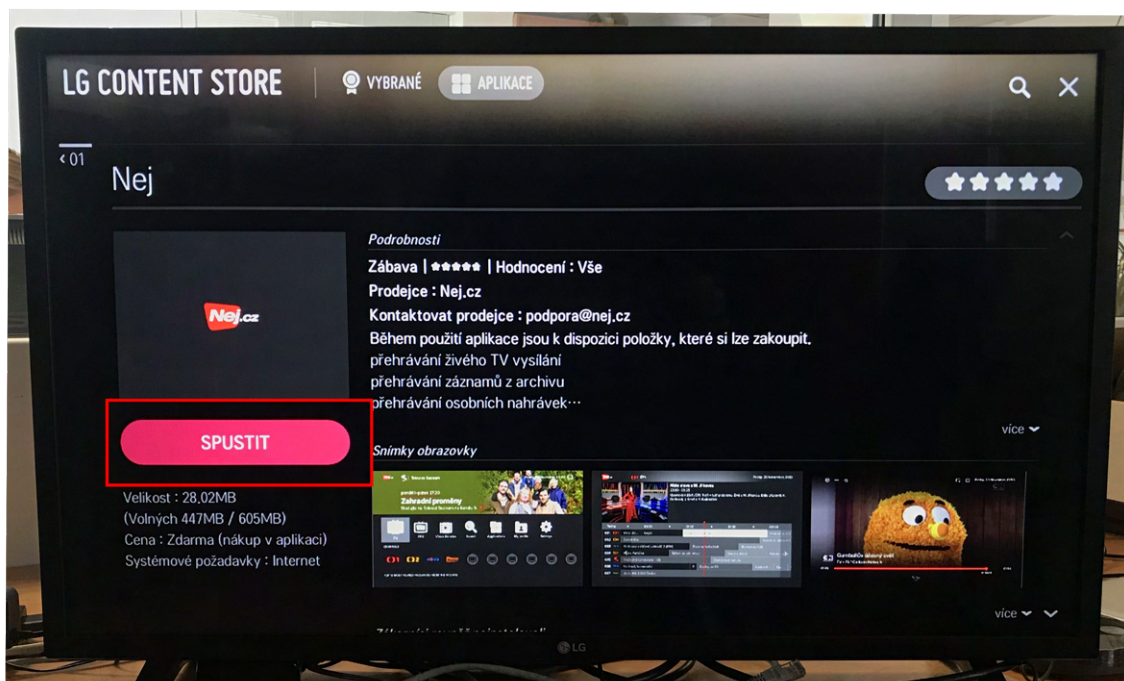 LG CONTENT STORE
VYBRANÉ
APLIKACE
01
Nej
Podrobnosti
Zábava | ★★★★★ | Hodnocení : Vše
Prodejce : Nej.cz
Nej.cz
Kontaktovat prodejce : podpora@nej.cz
Během použití aplikace jsou k dispozici položky, které si lze zakoupit.
přehrávání živého TV vysílání
přehrávání záznamů z archivu
přehrávání osobních nahrávek…
více
SPUSTIT
Snímky obrazovky
Velikost : 28,02MB
(Volných 447MB / 605MB)
Cena : Zdarma (nákup v aplikaci)
Systémové požadavky : Internet
Zahradní proměny
více
LG